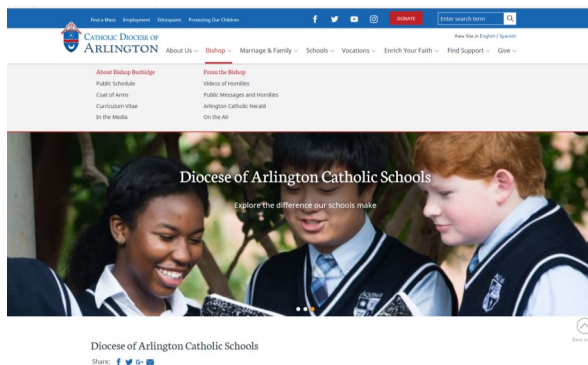 Find a Mass Employment Ethicspoint Protecting Our Children DONATE Enter search term
View Site in English / Spanish
CATHOLIC DIOCESE OF
ARLINGTON
About Us Bishop Marriage & Family Schools Vocations Enrich Your Faith Find Support Give
About Bishop Burbidge
Public Schedule
Coat of Arms
Curriculum Vitae
In the Media
From the Bishop
Videos of Homilies
Public Messages and Homilies
Arlington Catholic Herald
On the Air
Diocese of Arlington Catholic Schools
Explore the difference our schools make
AQUINAS
Diocese of Arlington Catholic Schools
Share: